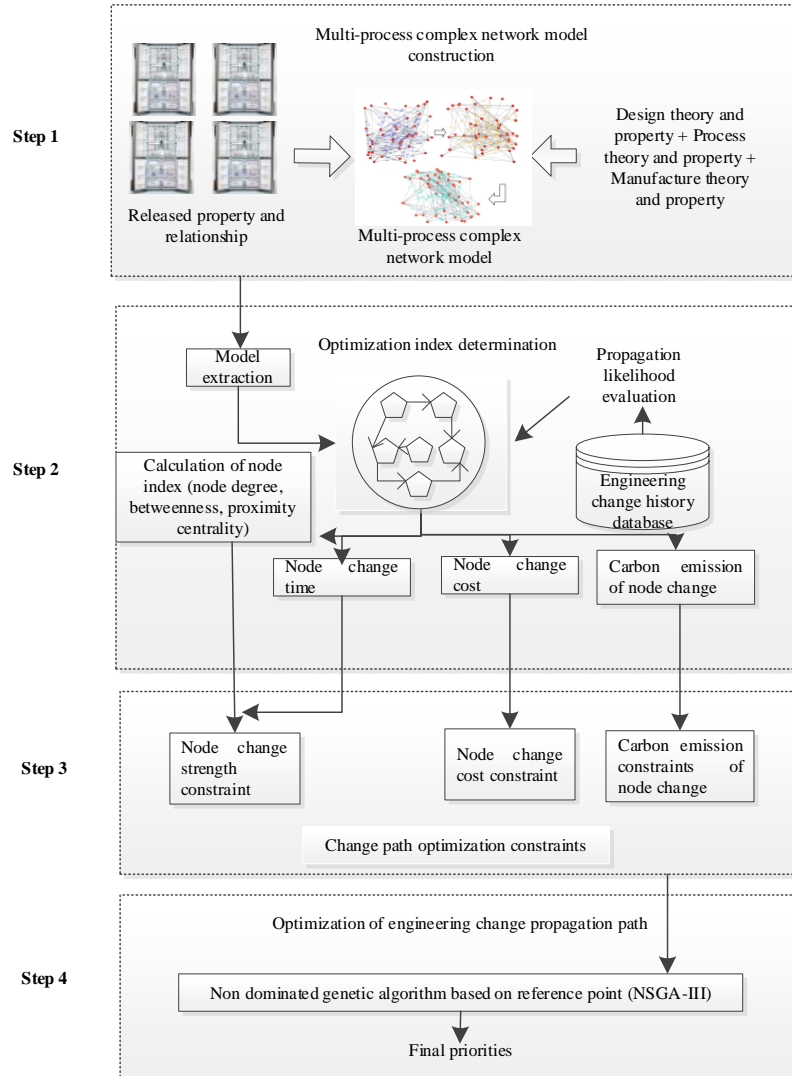 Step 1
Multi-process complex network model
construction
Released property and
relationship
Multi-process complex
network model
Design theory and
property + Process
theory and property +
Manufacture theory
and property
Step 2
Model
extraction
Optimization index determination
Propagation
likelihood
evaluation
Calculation of node
index (node degree,
betweenness, proximity
centrality)
Engineering
change history
database
Node change
time
Node change
cost
Carbon emission
of node change
Step 3
Node change
strength
constraint
Node change
cost constraint
Carbon emission
constraints of
node change
Change path optimization constraints
Step 4
Optimization of engineering change propagation path
Non dominated genetic algorithm based on reference point (NSGA-III)
Final priorities